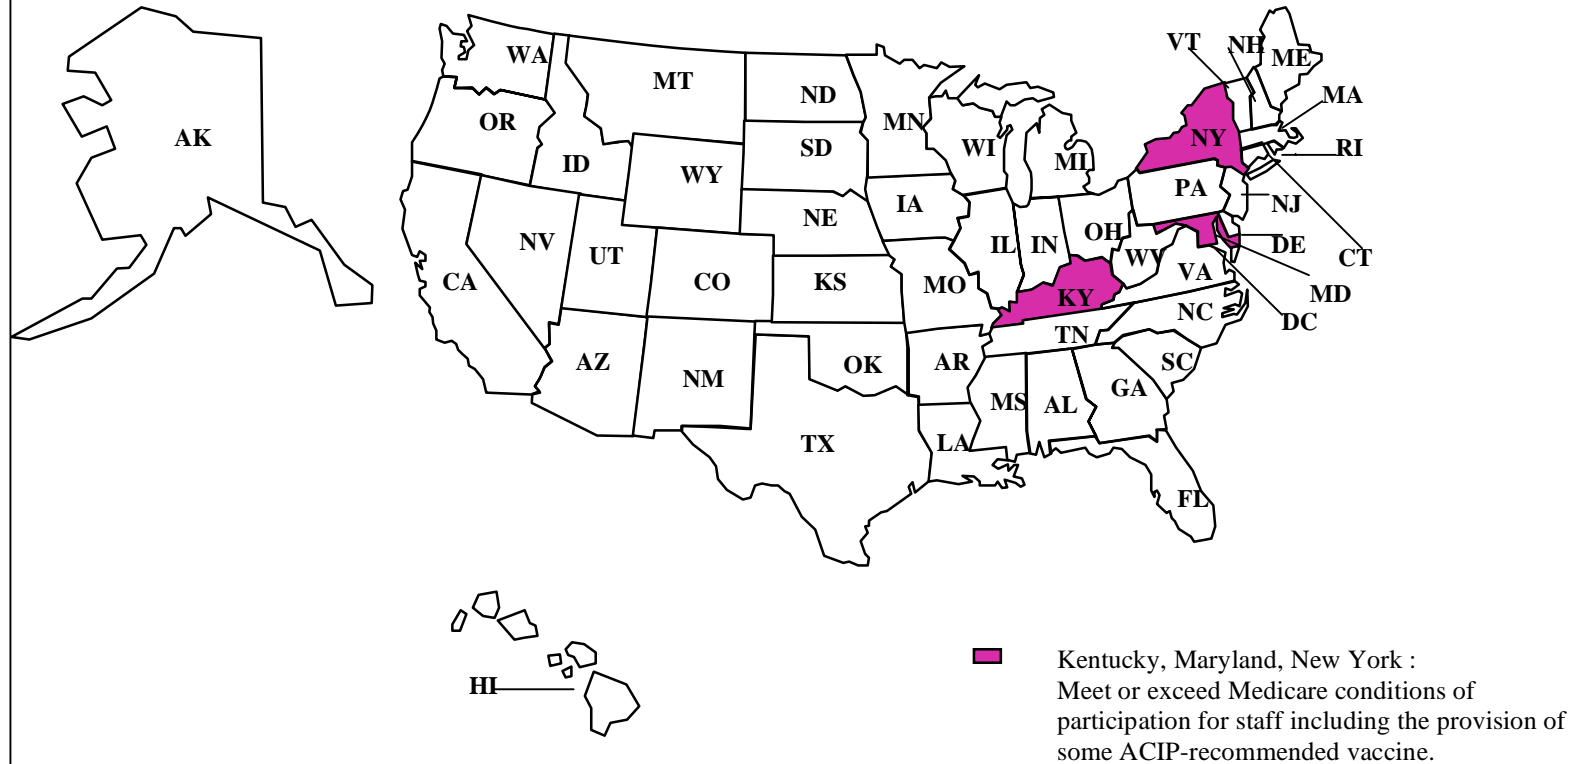 VT NH ME
WA
MT
ND
MA
OR
MN
AK
SD
WI
MI
NY
RI
ID
WY
PA
NE
IA
NJ
NV
UT
IL IN OH
WV
DE
CT
CA
CO
KS
MO
VA
KY
MD
NC
DC
TN
AZ
NM
OK
AR
SC
MS
AL
GA
TX
LA
FL
HI
Kentucky, Maryland, New York :
Meet or exceed Medicare conditions of
participation for staff including the provision of
some ACIP-recommended vaccine.